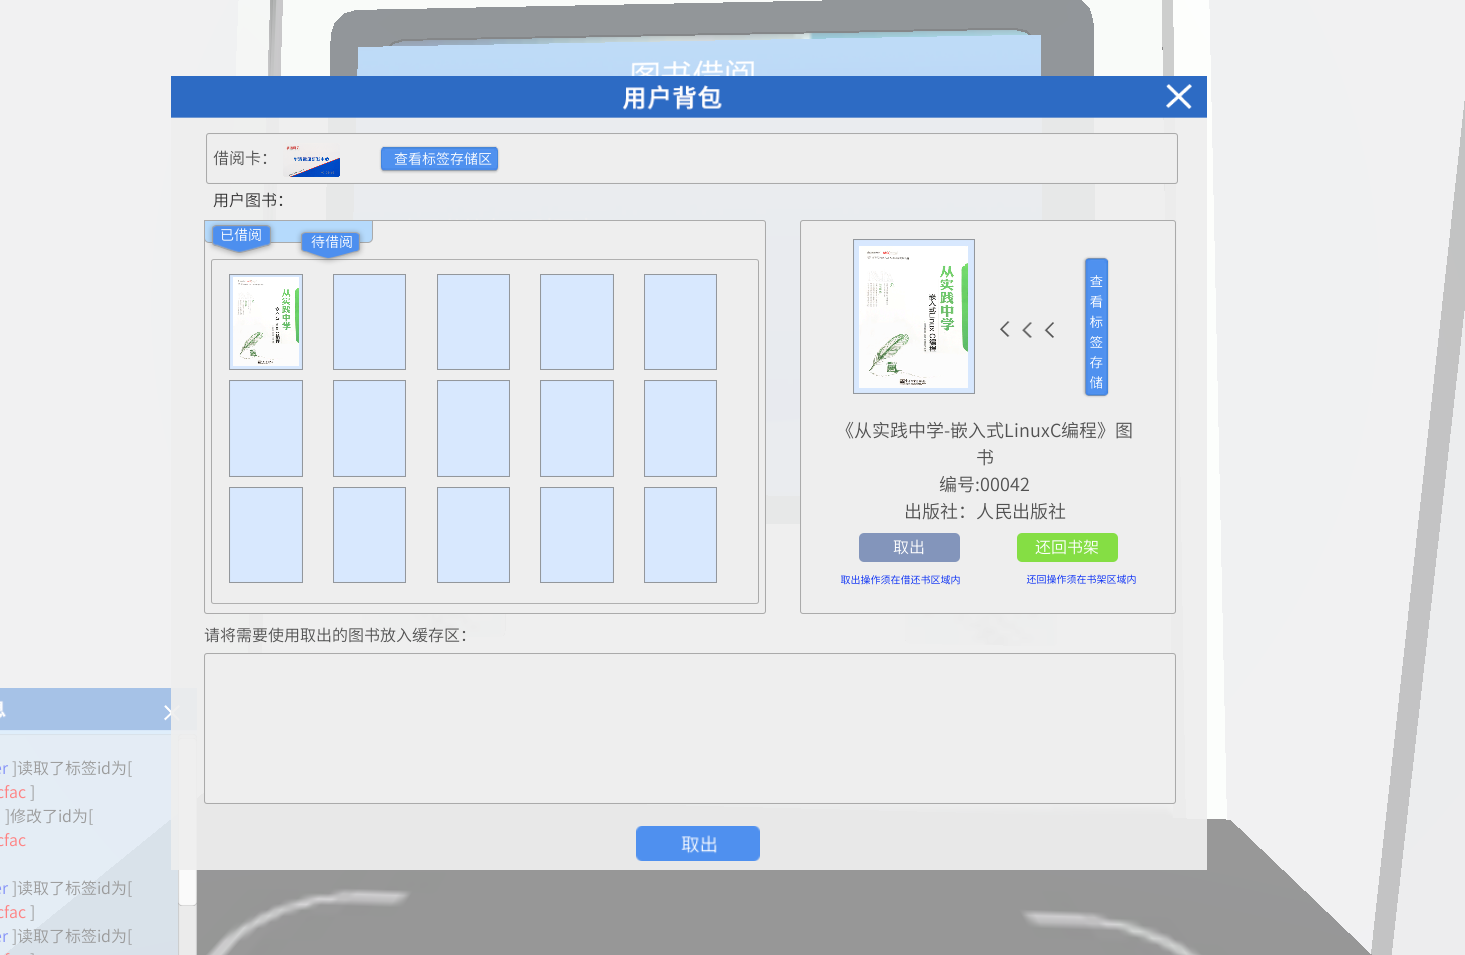 图书借阅
用户背包
借阅卡：
查看标签存储区
用户图书：
已借阅
待借阅
从实践中学
嵌入式Linux C编程
从实践中学
嵌入式Linux C编程
查看标签存储
《从实践中学-嵌入式LinuxC编程》图
书
编号:00042
出版社：人民出版社
取出
还回书架
取出操作须在借还书区域内
还回操作须在书架区域内
请将需要使用取出的图书放入缓存区：
取出
er ]读取了标签id为[
cfac ]
]修改了id为[
cfac
er ]读取了标签id为[
cfac ]
er ]读取了标签id为[